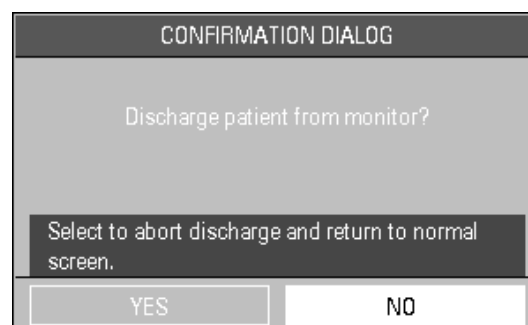 CONFIRMATION DIALOG
Discharge patient from monitor?
Select to abort discharge and return to normal
screen.
YES
NO